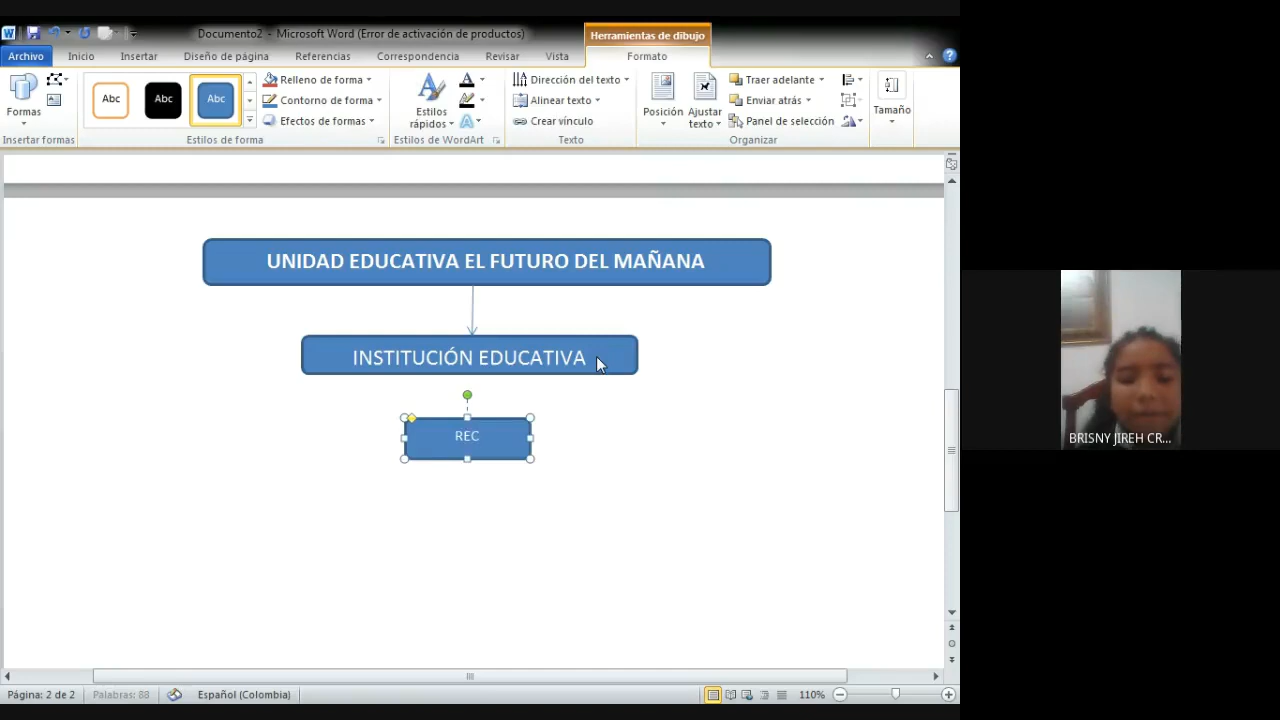 Documento2 - Microsoft Word (Error de activación de productos)
Herramientas de dibujo
Archivo Inicio Insertar Diseño de página Referencias Correspondencia Revisar Vista Formato
Formas
Abc Abc Abc
Relleno de forma
Contorno de forma
Efectos de forma
Estilos rápidos
Dirección del texto
Alinear texto
Crear vínculo
Posición
Ajustar texto
Traer adelante
Enviar atrás
Panel de selección
Tamaño
Insertar formas Estilos de forma Estilos de WordArt Texto Organizar
UNIDAD EDUCATIVA EL FUTURO DEL MAÑANA
INSTITUCIÓN EDUCATIVA
REC
BRISNY JIREH CR...
Página: 2 de 2 Palabras: 88 Español (Colombia) 110%